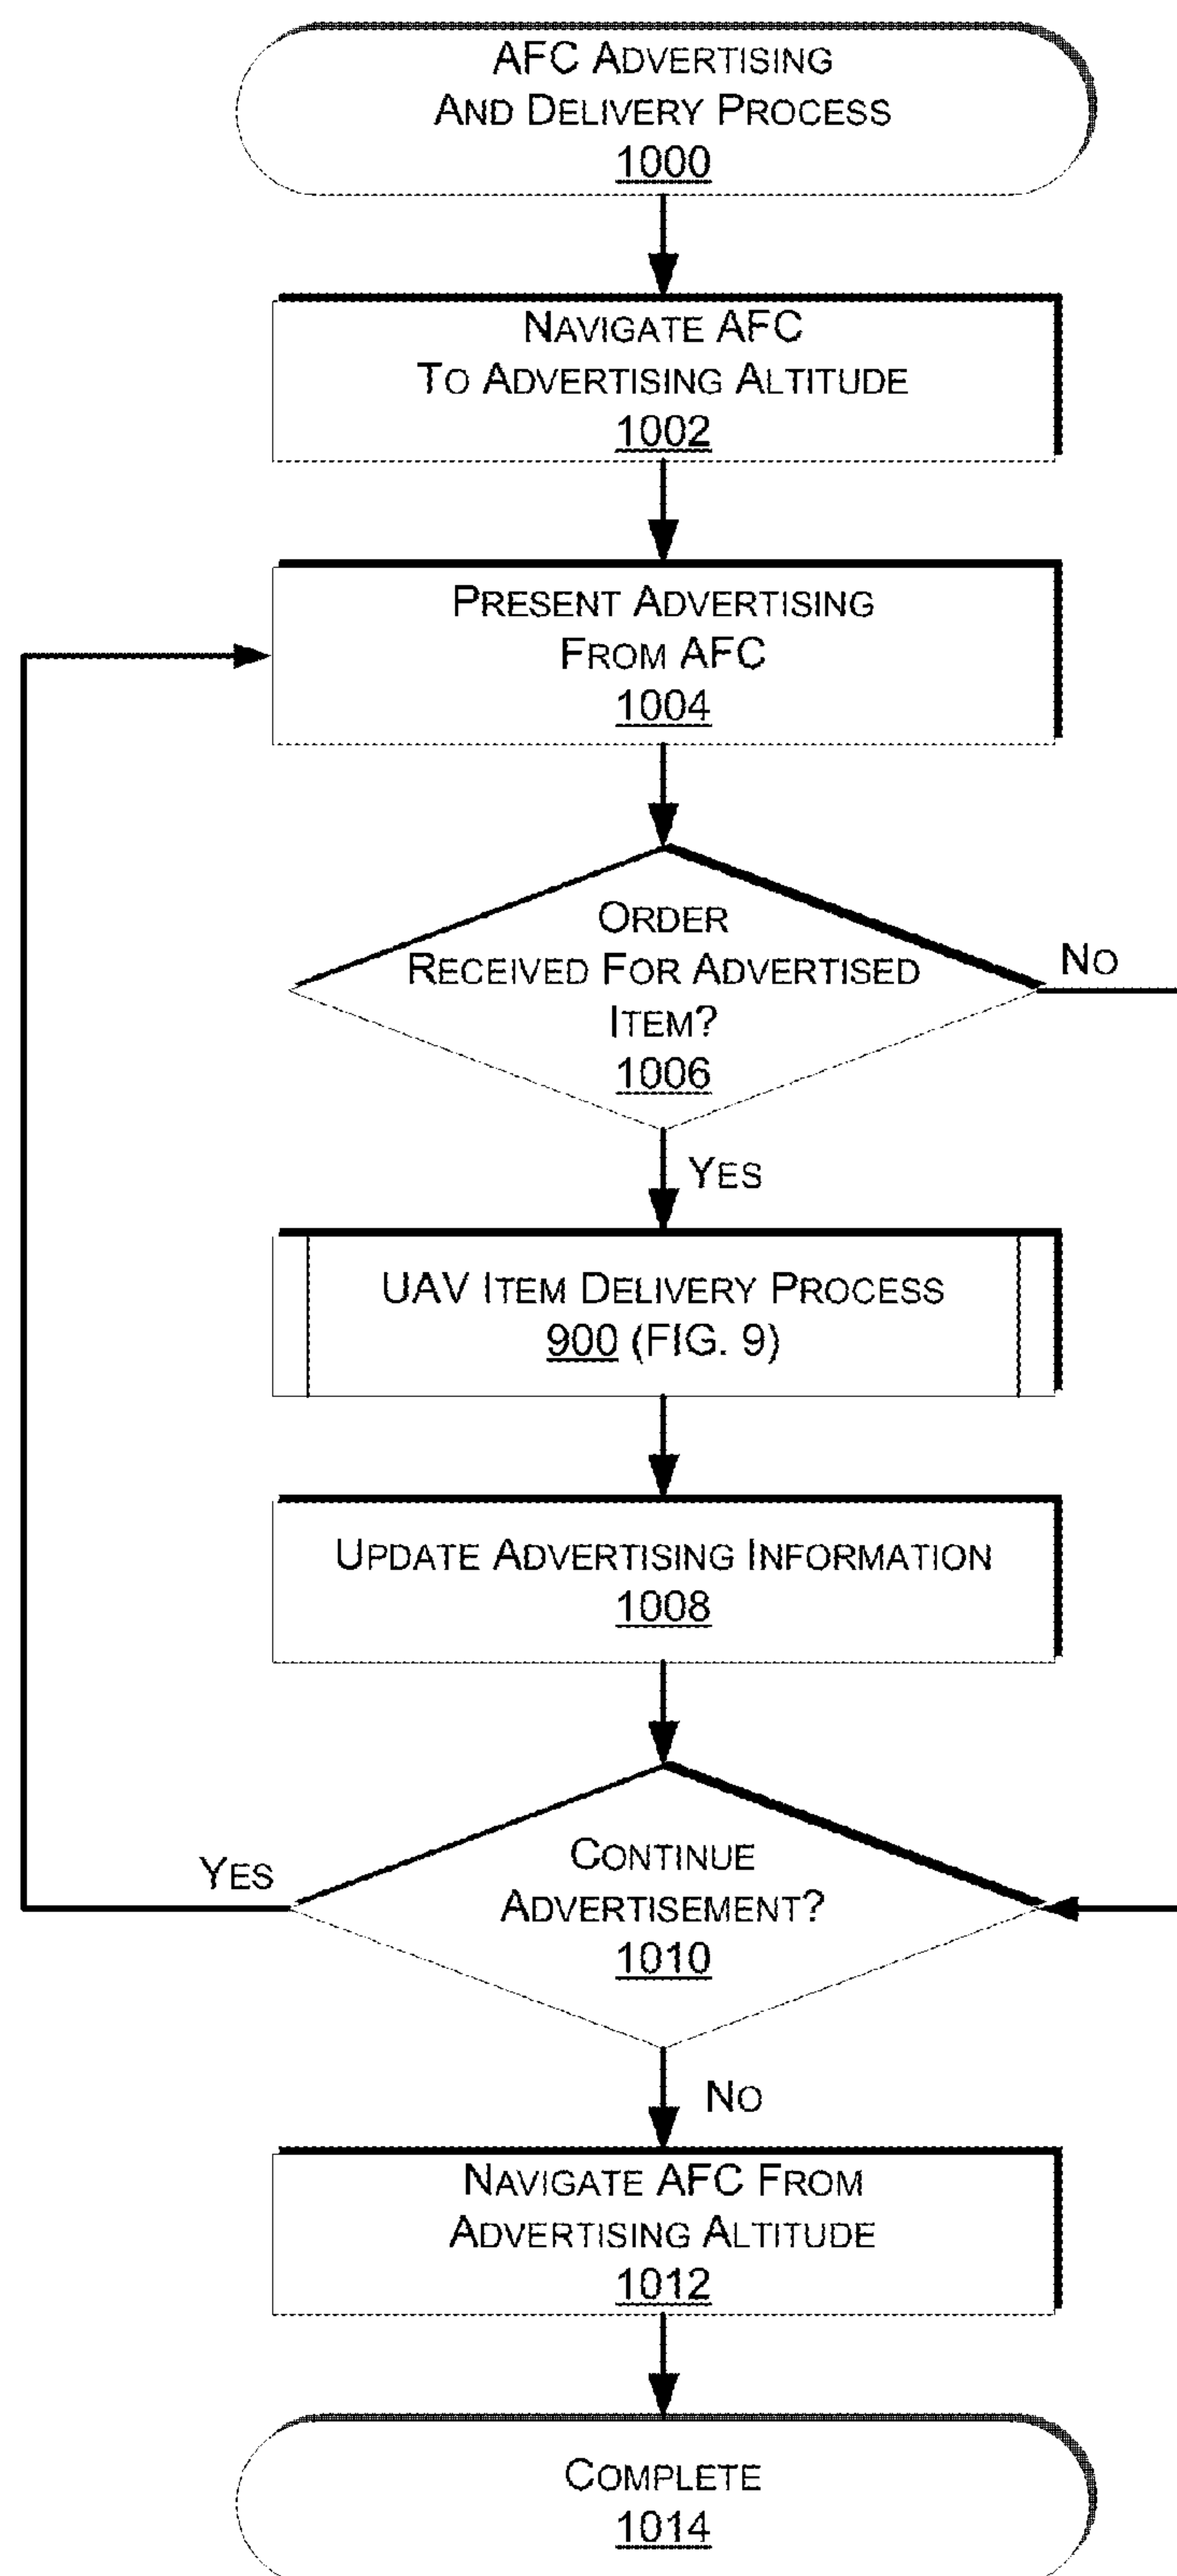 AFC ADVERTISING
AND DELIVERY PROCESS
1000
NAVIGATE AFC
TO ADVERTISING ALTITUDE
1002
PRESENT ADVERTISING
FROM AFC
1004
ORDER
RECEIVED FOR ADVERTISED
ITEM?
1006
NO
YES
UAV ITEM DELIVERY PROCESS
900 (FIG. 9)
UPDATE ADVERTISING INFORMATION
1008
CONTINUE
ADVERTISEMENT?
1010
YES
NO
NAVIGATE AFC FROM
ADVERTISING ALTITUDE
1012
COMPLETE
1014